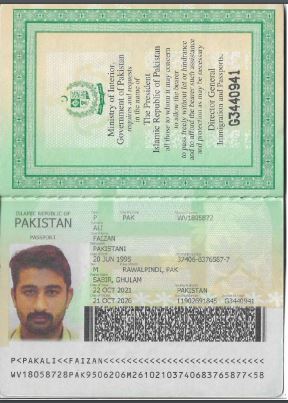 Ministry of Interior,
Government of Pakistan
requires and requests
in the name of
The President
Islamic Republic of Pakistan
all those to whom it may concern
to allow the bearer
to pass freely without let or hindrance
and to afford the bearer such assistance
and protection as may be necessary
Director General
Immigration and Passports.
G3440941
ISLAMIC REPUBLIC OF
PAKISTAN
PASSPORT
P PAK WV1805872
ALI
FAIZAN
PAKISTANI
20 JUN 1995 37406-8376587-7
M RAWALPINDI, PAK
SABIR, GHULAM
22 OCT 2021 PAKISTAN
21 OCT 2026 11902691845 G3440941
P<PAKALI<<FAIZAN<<<<<<<<<<<<<<<<<<<<<<<<<<<<
WV18058728PAK9506206M26102103740683765877<58